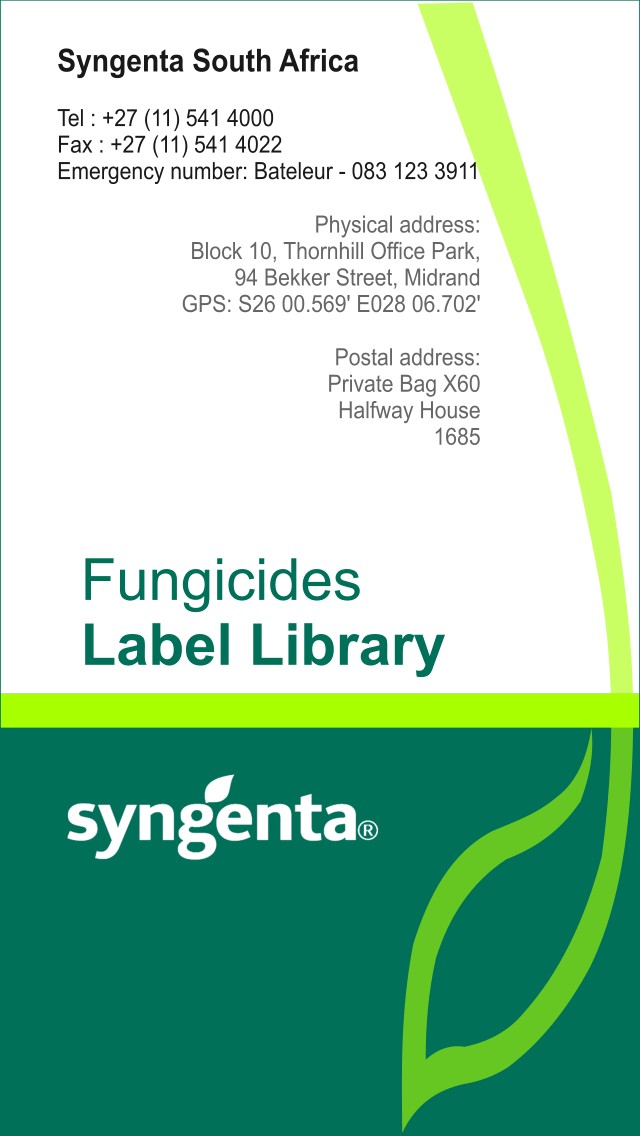 Syngenta South Africa
Tel : +27 (11) 541 4000
Fax : +27 (11) 541 4022
Emergency number: Bateleur - 083 123 3911
Physical address:
Block 10, Thornhill Office Park,
94 Bekker Street, Midrand
GPS: S26 00.569' E028 06.702'
Postal address:
Private Bag X60
Halfway House
1685
Fungicides
Label Library
syngenta®